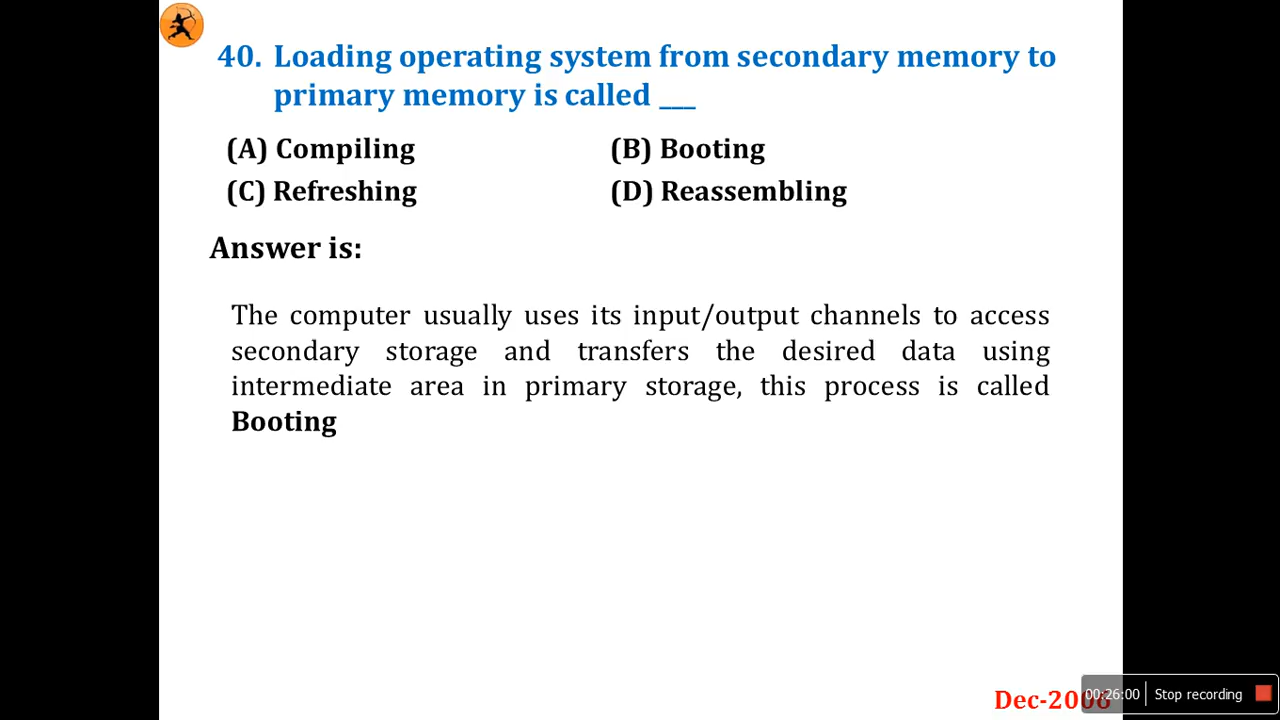 40. Loading operating system from secondary memory to
primary memory is called ___
(A) Compiling (B) Booting
(C) Refreshing (D) Reassembling
Answer is:
The computer usually uses its input/output channels to access
secondary storage and transfers the desired data using
intermediate area in primary storage, this process is called
Booting
Dec-2008
00:26:00 Stop recording